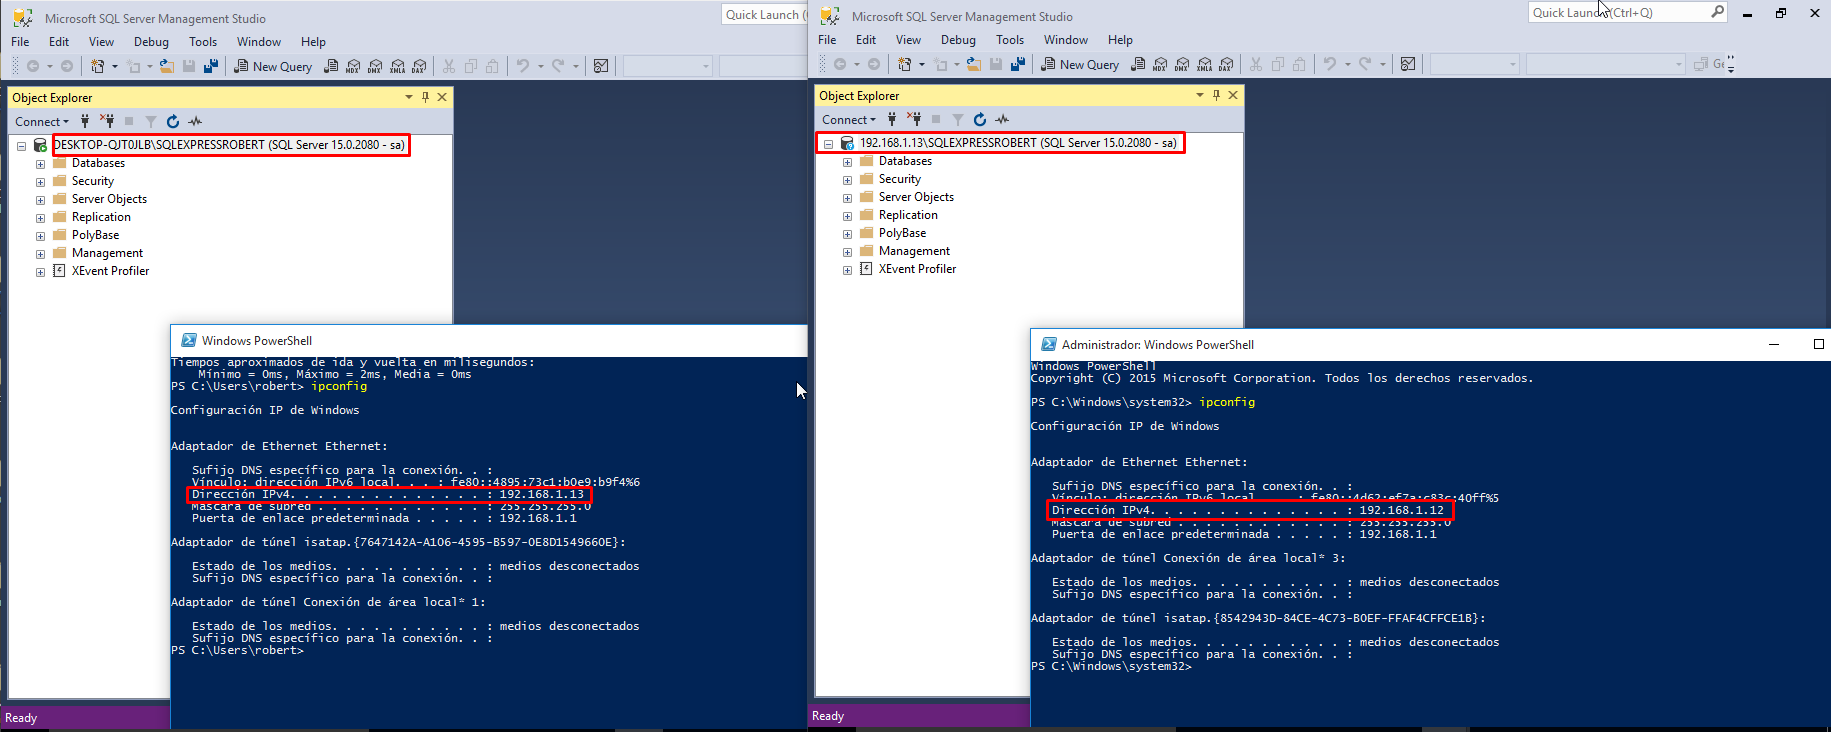 Microsoft SQL Server Management Studio
Quick Launch (
File Edit View Debug Tools Window Help
New Query MDX DMX XMLA DAX
Object Explorer
Connect
DESKTOP-QJT0JLB\SQLEXPRESSROBERT (SQL Server 15.0.2080 - sa)
Databases
Security
Server Objects
Replication
PolyBase
Management
XEvent Profiler
Windows PowerShell
Tiempos aproximados de ida y vuelta en milisegundos:
Mínimo = 0ms, Máximo = 2ms, Media = 0ms
PS C:\Users\robert> ipconfig
Configuración IP de Windows
Adaptador de Ethernet Ethernet:
Sufijo DNS específico para la conexión. . :
Vínculo: dirección IPv6 local. . . : fe80::4895:73c1:b0e9:b9f4%6
Dirección IPv4. . . . . . . . . . . . . . : 192.168.1.13
Máscara de subred . . . . . . . . . . . . : 255.255.255.0
Puerta de enlace predeterminada . . . . . : 192.168.1.1
Adaptador de túnel isatap.{7647142A-A106-4595-B597-0E8D1549660E}:
Estado de los medios. . . . . . . . . . . : medios desconectados
Sufijo DNS específico para la conexión. . :
Adaptador de túnel Conexión de área local* 1:
Estado de los medios. . . . . . . . . . . : medios desconectados
Sufijo DNS específico para la conexión. . :
PS C:\Users\robert>
Ready
Microsoft SQL Server Management Studio
Quick Launch (Ctrl+Q)
File Edit View Debug Tools Window Help
New Query MDX DMX XMLA DAX Ge
Object Explorer
Connect
192.168.1.13\SQLEXPRESSROBERT (SQL Server 15.0.2080 - sa)
Databases
Security
Server Objects
Replication
PolyBase
Management
XEvent Profiler
Administrador: Windows PowerShell
Windows PowerShell
Copyright (C) 2015 Microsoft Corporation. Todos los derechos reservados.
PS C:\Windows\system32> ipconfig
Configuración IP de Windows
Adaptador de Ethernet Ethernet:
Sufijo DNS específico para la conexión. . :
Vínculo: dirección IPv6 local. . . : fe80::4d62:ef7a:c83c:40ff%5
Dirección IPv4. . . . . . . . . . . . . . : 192.168.1.12
Máscara de subred . . . . . . . . . . . . : 255.255.255.0
Puerta de enlace predeterminada . . . . . : 192.168.1.1
Adaptador de túnel Conexión de área local* 3:
Estado de los medios. . . . . . . . . . . : medios desconectados
Sufijo DNS específico para la conexión. . :
Adaptador de túnel isatap.{8542943D-84CE-4C73-B0EF-FFAF4CFFCE1B}:
Estado de los medios. . . . . . . . . . . : medios desconectados
Sufijo DNS específico para la conexión. . :
PS C:\Windows\system32>
Ready